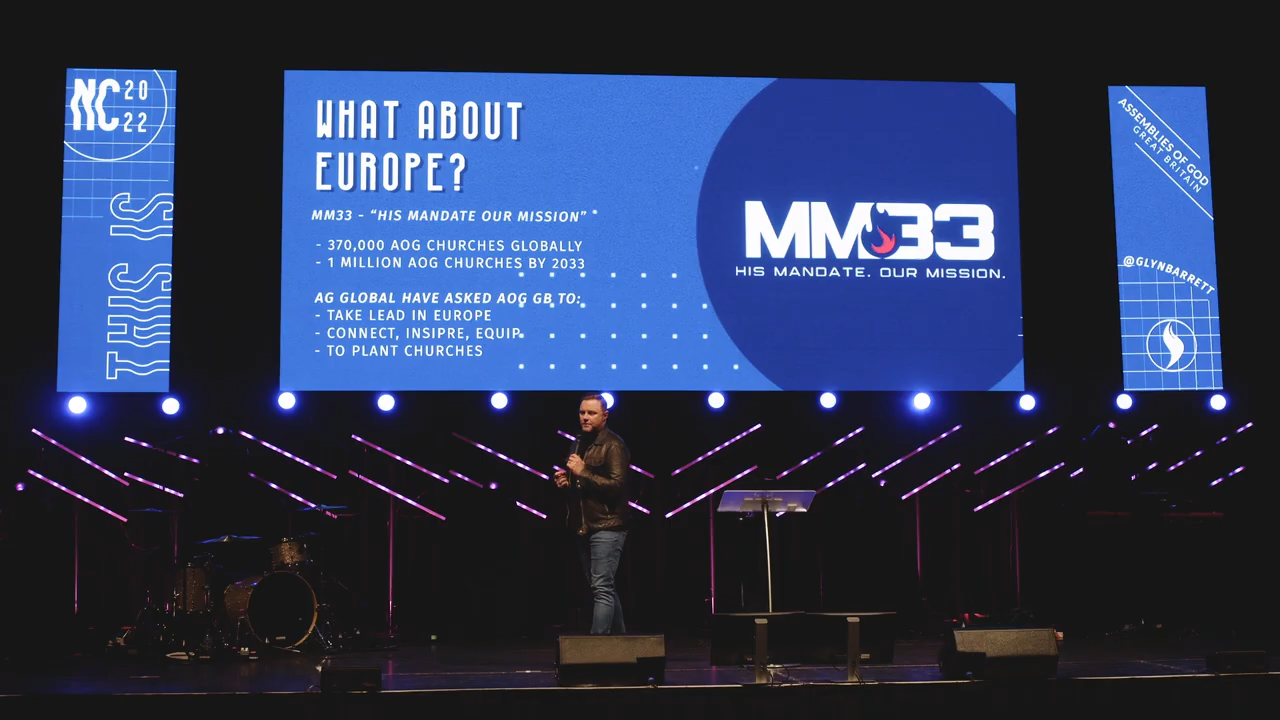 NC 20
22
THIS IS
WHAT ABOUT
EUROPE?
MM33 - “HIS MANDATE OUR MISSION”
- 370,000 AOG CHURCHES GLOBALLY
- 1 MILLION AOG CHURCHES BY 2033
AG GLOBAL HAVE ASKED AOG GB TO:
- TAKE LEAD IN EUROPE
- CONNECT, INSIPRE, EQUIP
- TO PLANT CHURCHES
MM33
HIS MANDATE. OUR MISSION.
ASSEMBLIES OF GOD
GREAT BRITAIN
@GLYNBARRETT